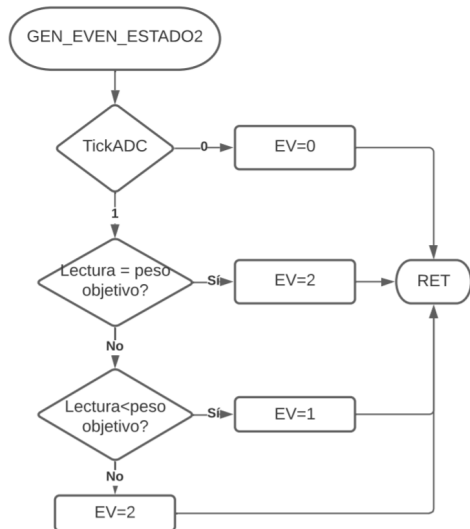 GEN_EVEN_ESTADO2
TickADC
0
EV=0
1
Lectura = peso
objetivo?
Sí
EV=2
RET
No
Lectura<peso
objetivo?
Sí
EV=1
No
EV=2